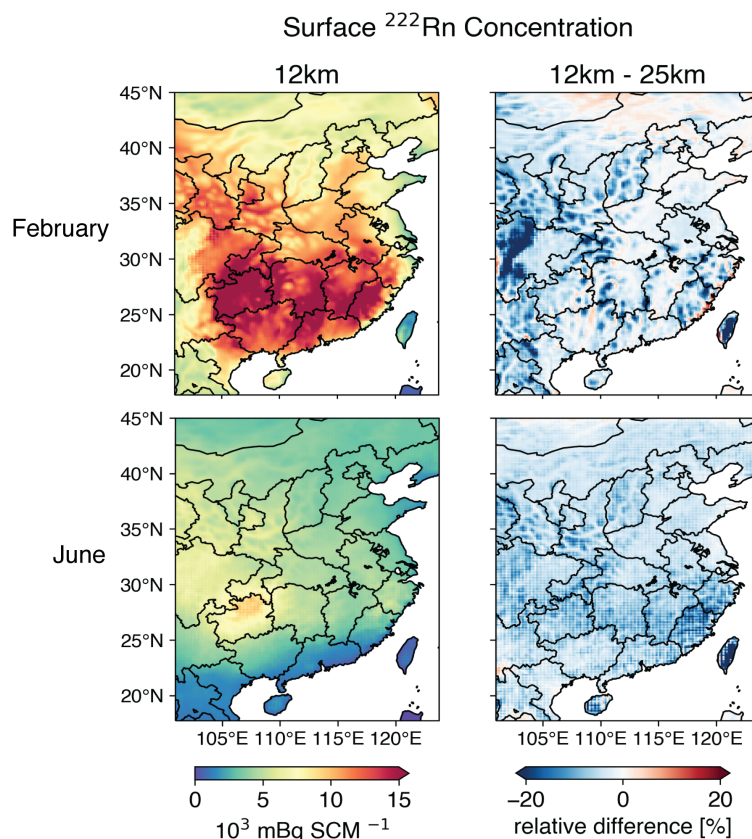 Surface ²²²Rn Concentration
12km
12km - 25km
February
45°N
40°N
35°N
30°N
25°N
20°N
June
45°N
40°N
35°N
30°N
25°N
20°N
105°E 110°E 115°E 120°E
105°E 110°E 115°E 120°E
0 5 10 15
10³ mBq SCM ⁻¹
−20 0 20
relative difference [%]